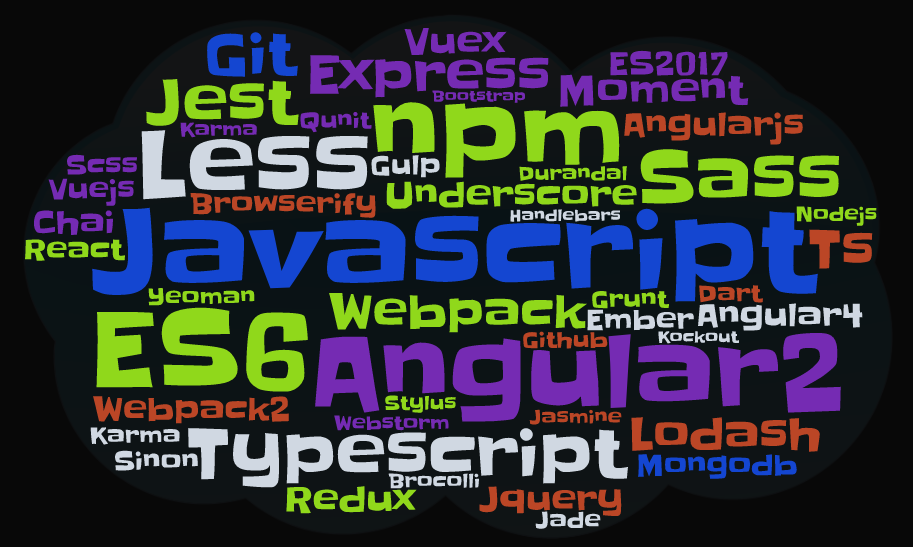 Vuex
Git
Express
ES2017
Moment
Bootstrap
Jest
npm
Karma
Qunit
Angularjs
Less
Gulp
Scss
Durandal
Sass
Vuejs
Underscore
Browserify
Handlebars
Nodejs
Chai
Javascript
React
Ts
Yeoman
Webpack
Grunt
Dart
Ember
Angular4
ES6
Angular2
Github
Kockout
Webpack2
Stylus
Webstorm
Jasmine
Karma
Typescript
Lodash
Sinon
Mongodb
Brocolli
Redux
Jquery
Jade